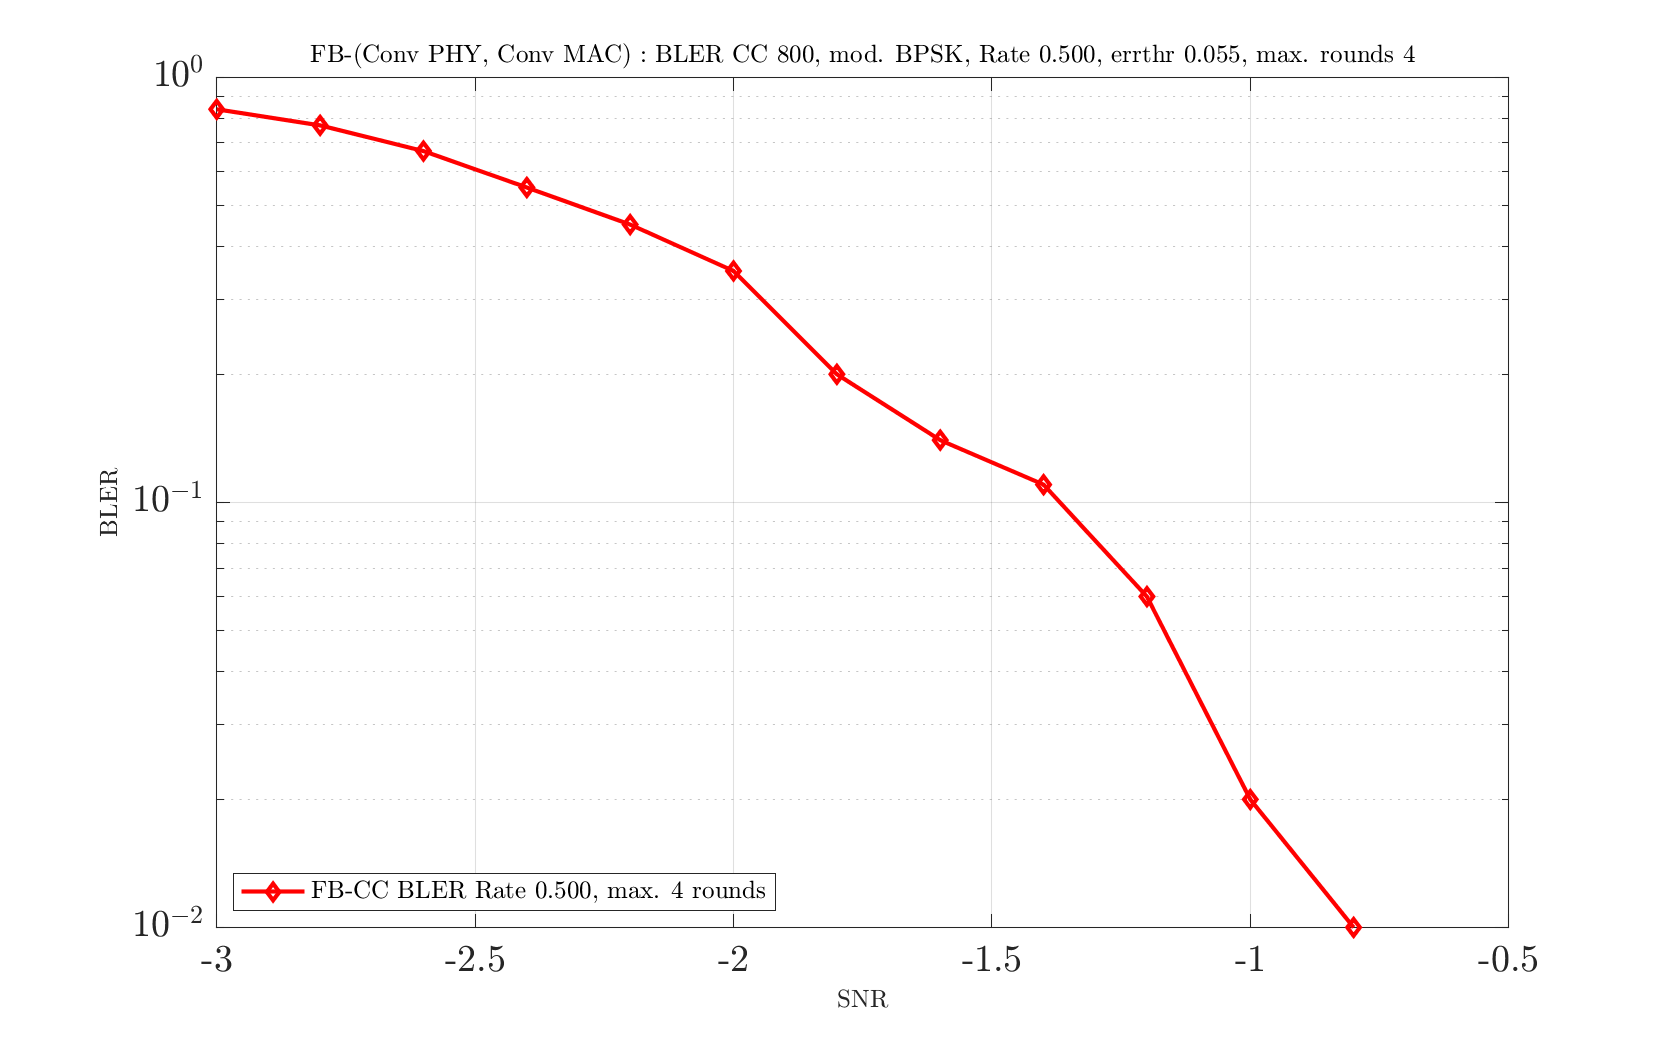 FB-(Conv PHY, Conv MAC) : BLER CC 800, mod. BPSK, Rate 0.500, errthr 0.055, max. rounds 4
10⁰
10⁻¹
10⁻²
BLER
FB-CC BLER Rate 0.500, max. 4 rounds
-3 -2.5 -2 -1.5 -1 -0.5
SNR